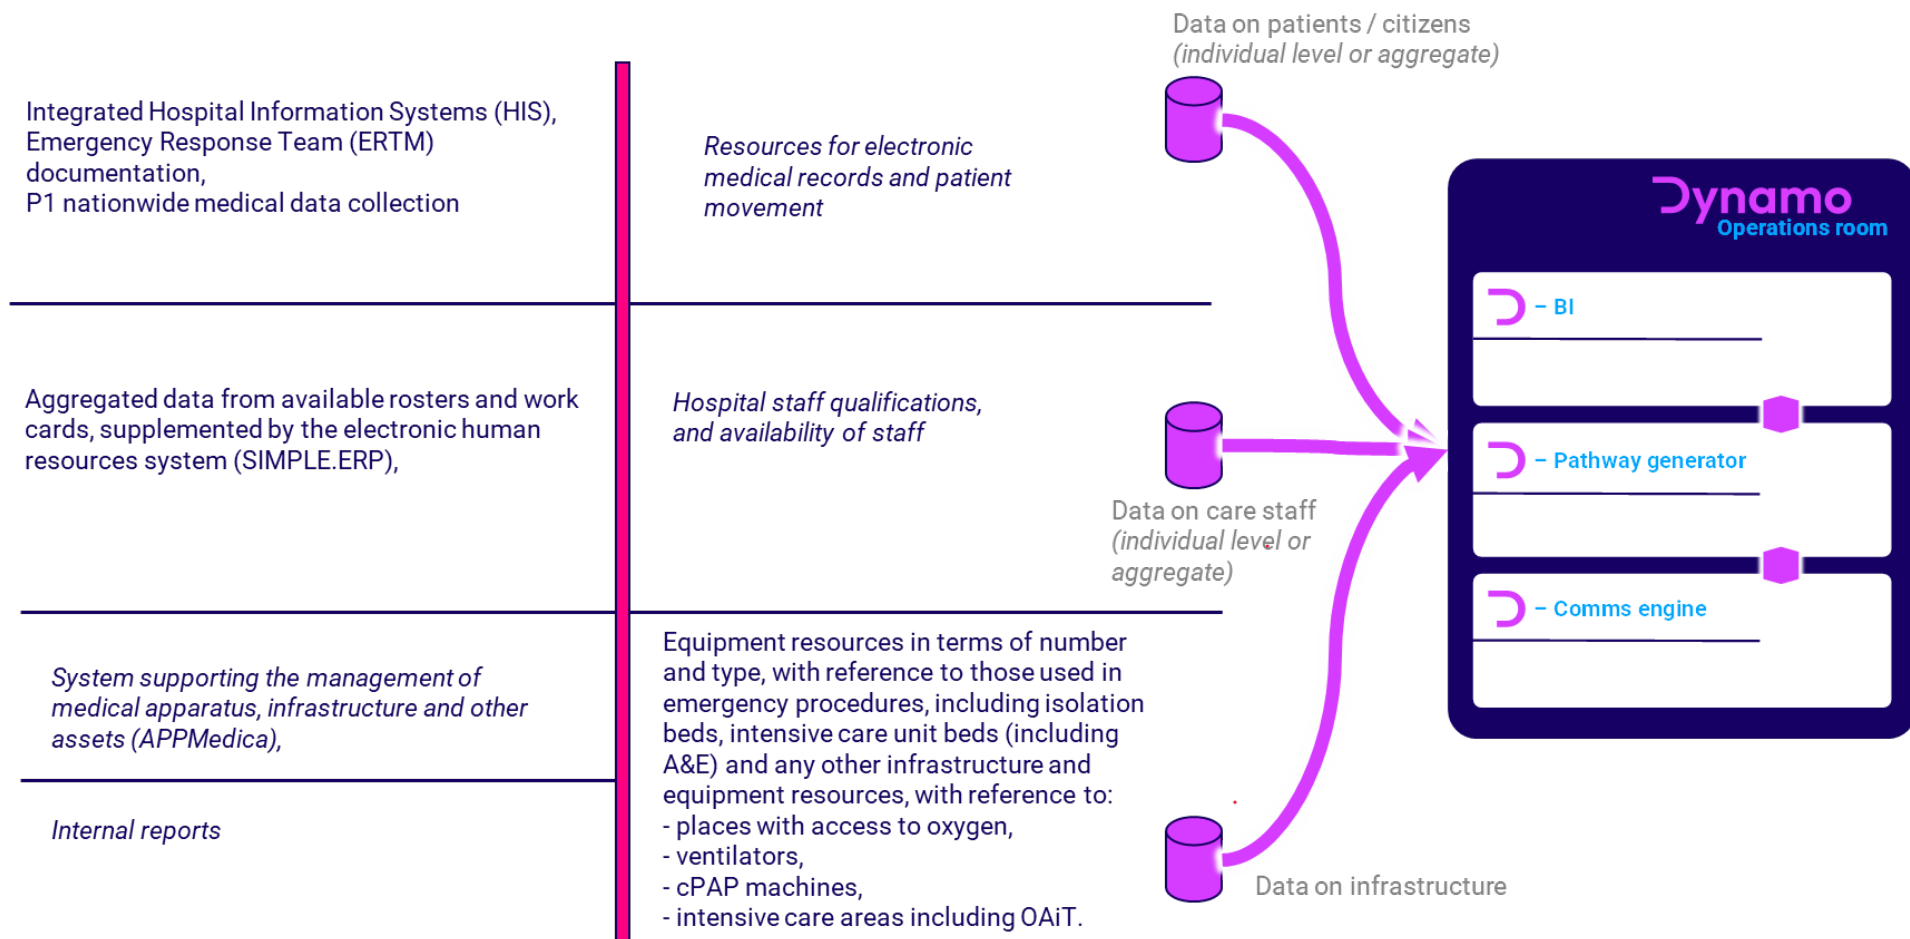 Data on patients / citizens
(individual level or aggregate)
Integrated Hospital Information Systems (HIS),
Emergency Response Team (ERTM)
documentation,
P1 nationwide medical data collection
Resources for electronic
medical records and patient
movement
Dynamo
Operations room
– BI
Aggregated data from available rosters and work
cards, supplemented by the electronic human
resources system (SIMPLE.ERP),
Hospital staff qualifications,
and availability of staff
– Pathway generator
Data on care staff
(individual level or
aggregate)
– Comms engine
System supporting the management of
medical apparatus, infrastructure and other
assets (APPMedica),
Internal reports
Equipment resources in terms of number
and type, with reference to those used in
emergency procedures, including isolation
beds, intensive care unit beds (including
A&E) and any other infrastructure and
equipment resources, with reference to:
- places with access to oxygen,
- ventilators,
- cPAP machines,
- intensive care areas including OAiT.
Data on infrastructure